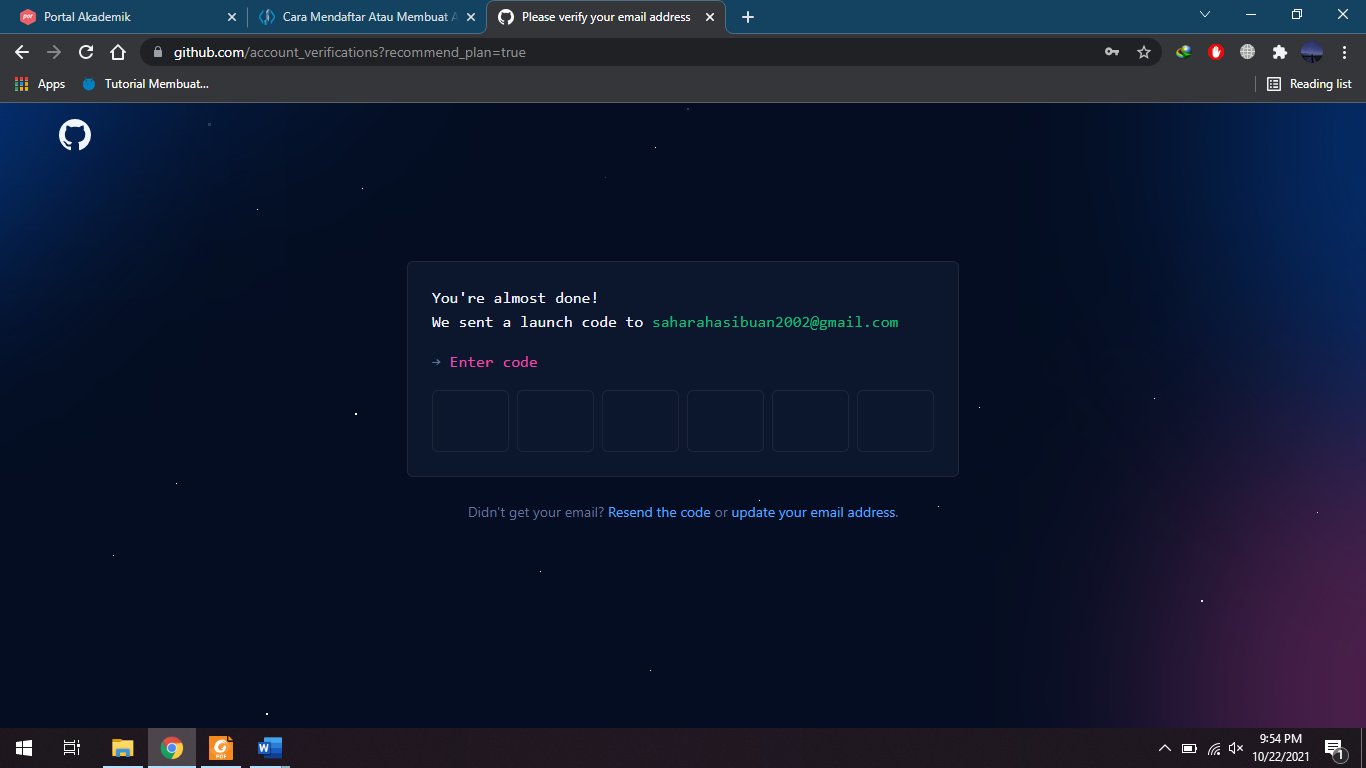 Portal Akademik
Cara Mendaftar Atau Membuat A
Please verify your email address
github.com/account_verifications?recommend_plan=true
Apps
Tutorial Membuat...
Reading list
You're almost done!
We sent a launch code to saharahasibuan2002@gmail.com
→ Enter code
Didn't get your email? Resend the code or update your email address.
9:54 PM
10/22/2021
1